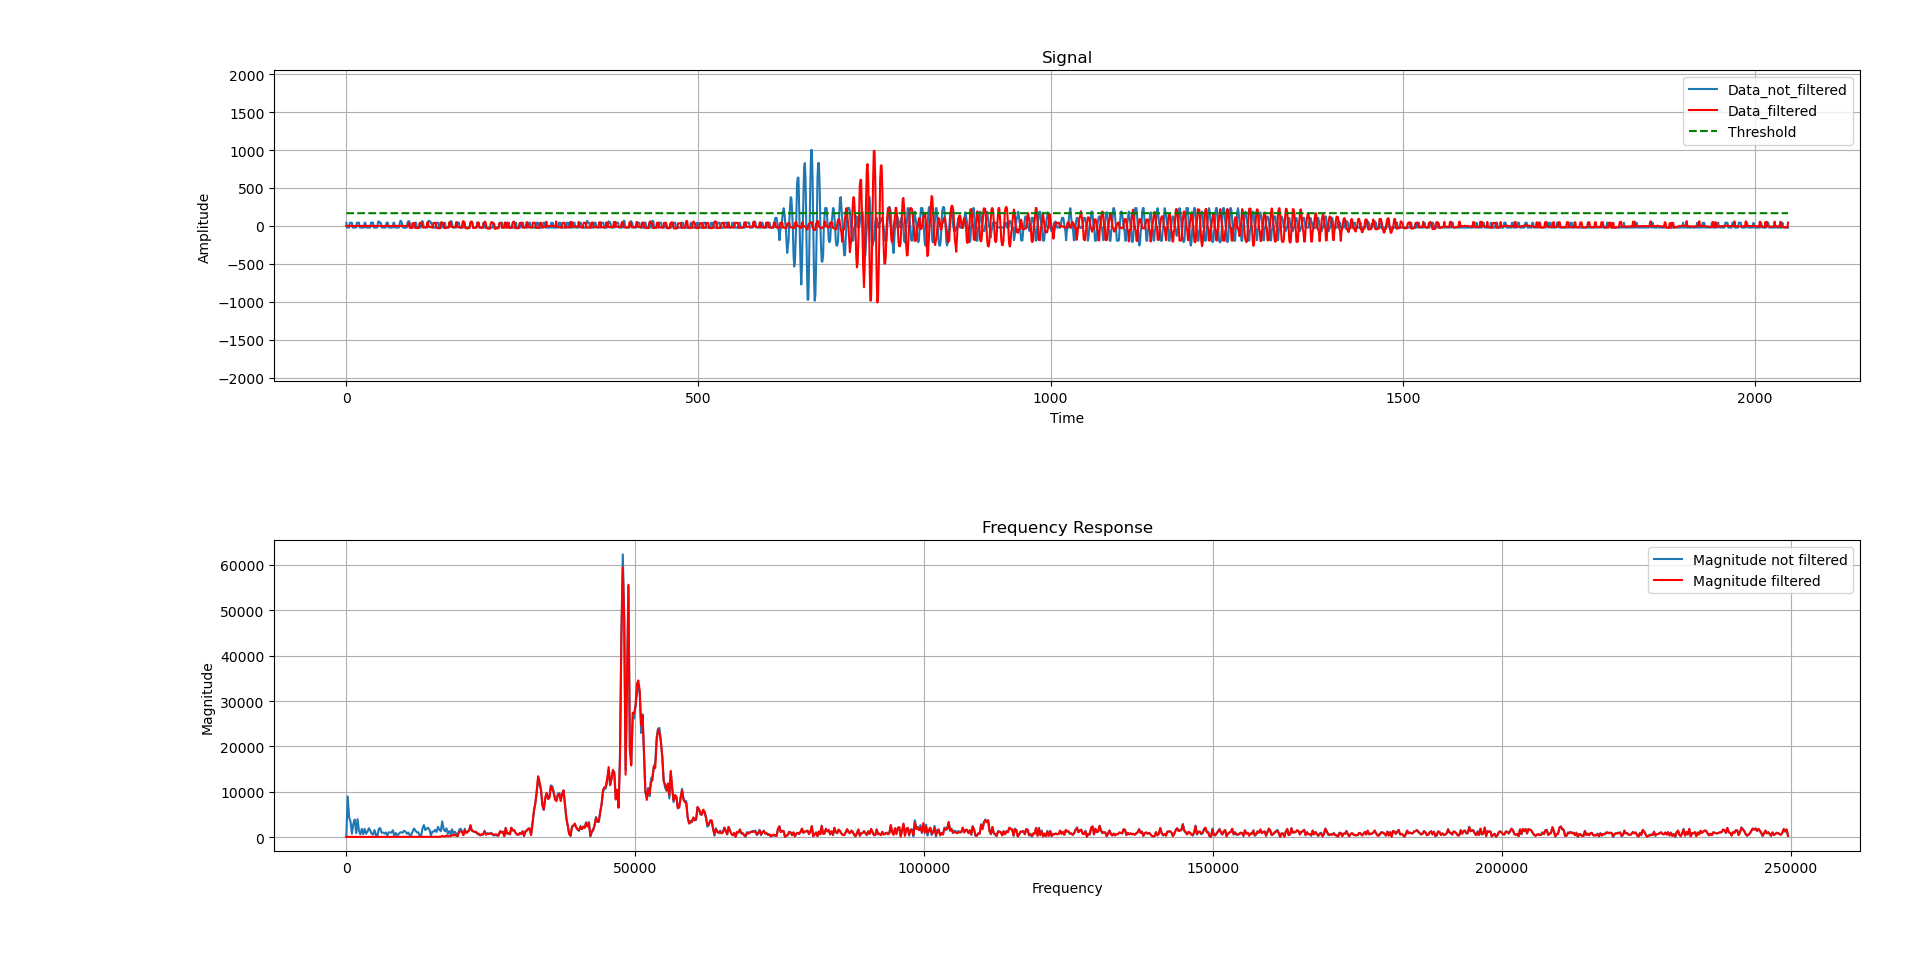 Signal
Data_not_filtered
Data_filtered
Threshold
2000
1500
1000
500
0
−500
−1000
−1500
−2000
Amplitude
0 500 1000 1500 2000
Time
Frequency Response
Magnitude not filtered
Magnitude filtered
60000
50000
40000
30000
20000
10000
0
Magnitude
0 50000 100000 150000 200000 250000
Frequency